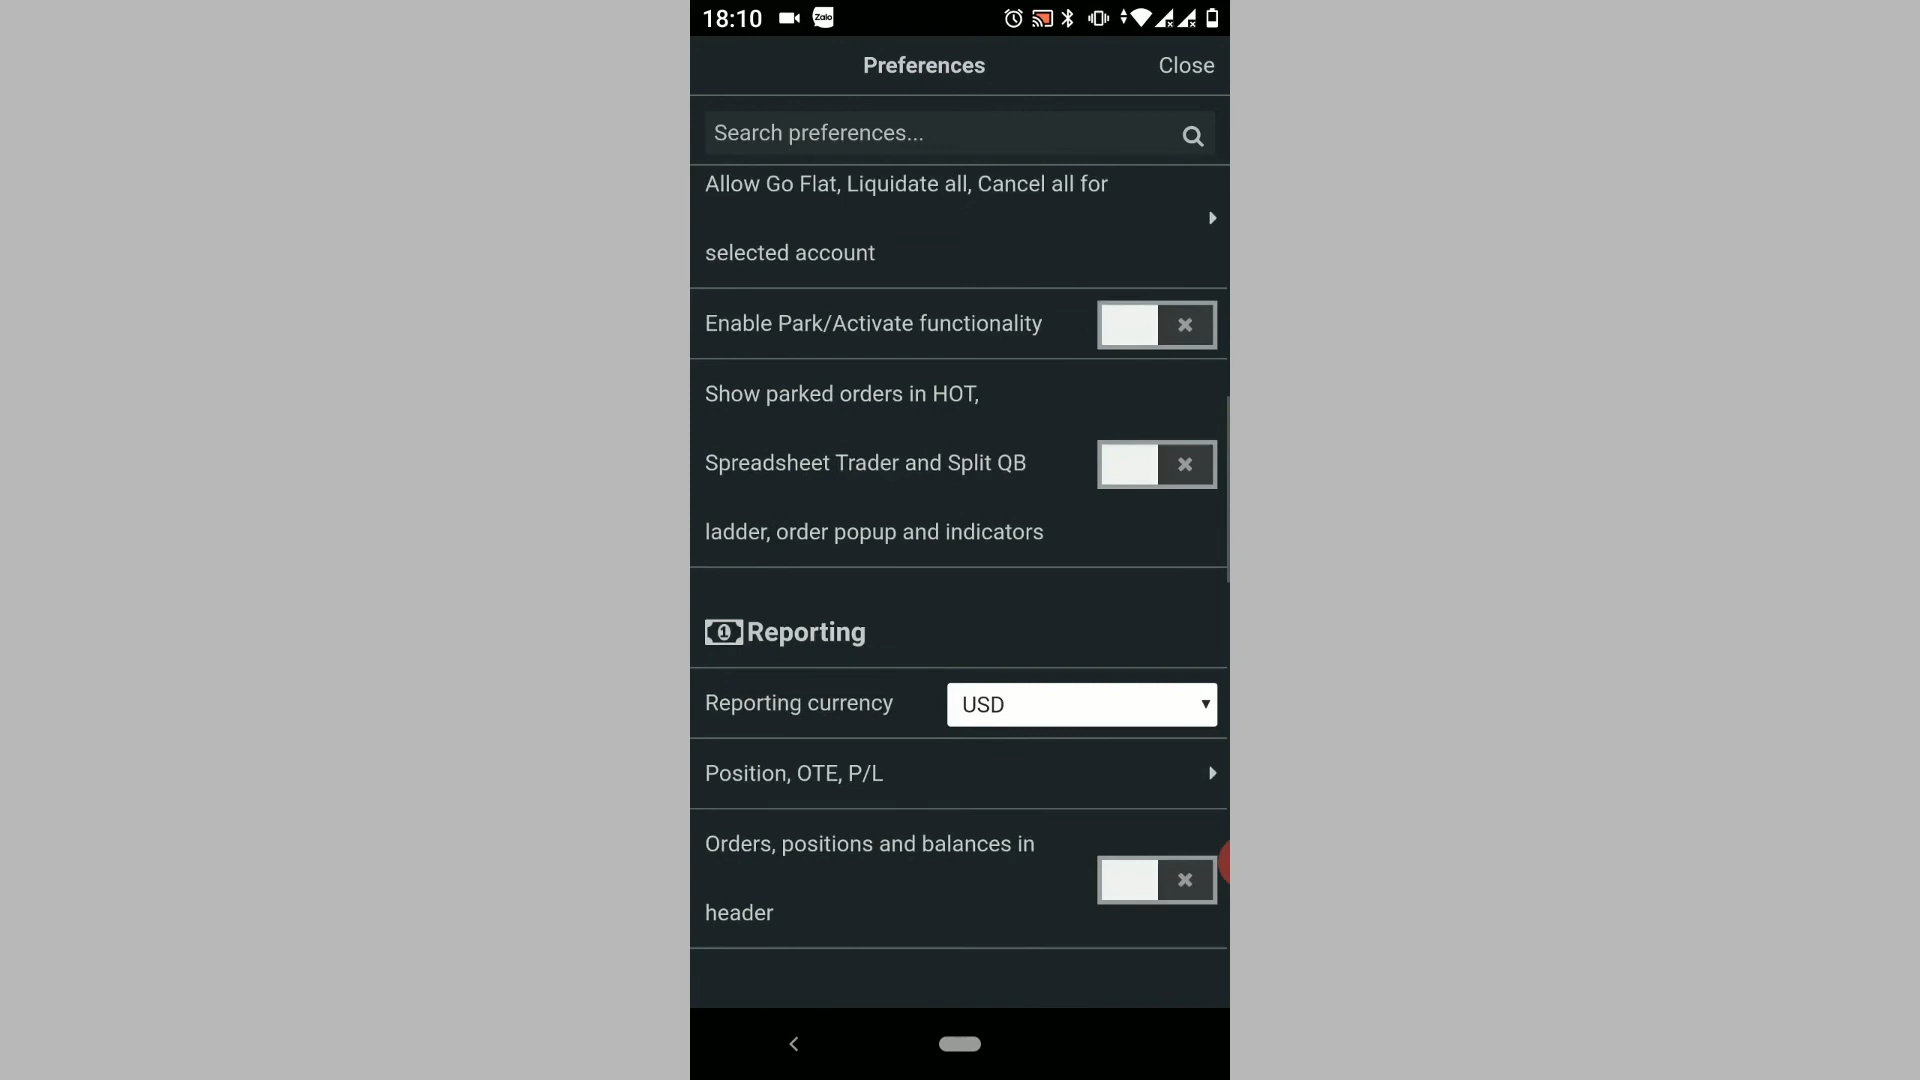 18:10 Zalo
Preferences Close
Search preferences...
Allow Go Flat, Liquidate all, Cancel all for
selected account
Enable Park/Activate functionality
Show parked orders in HOT,
Spreadsheet Trader and Split QB
ladder, order popup and indicators
Reporting
Reporting currency USD
Position, OTE, P/L
Orders, positions and balances in
header